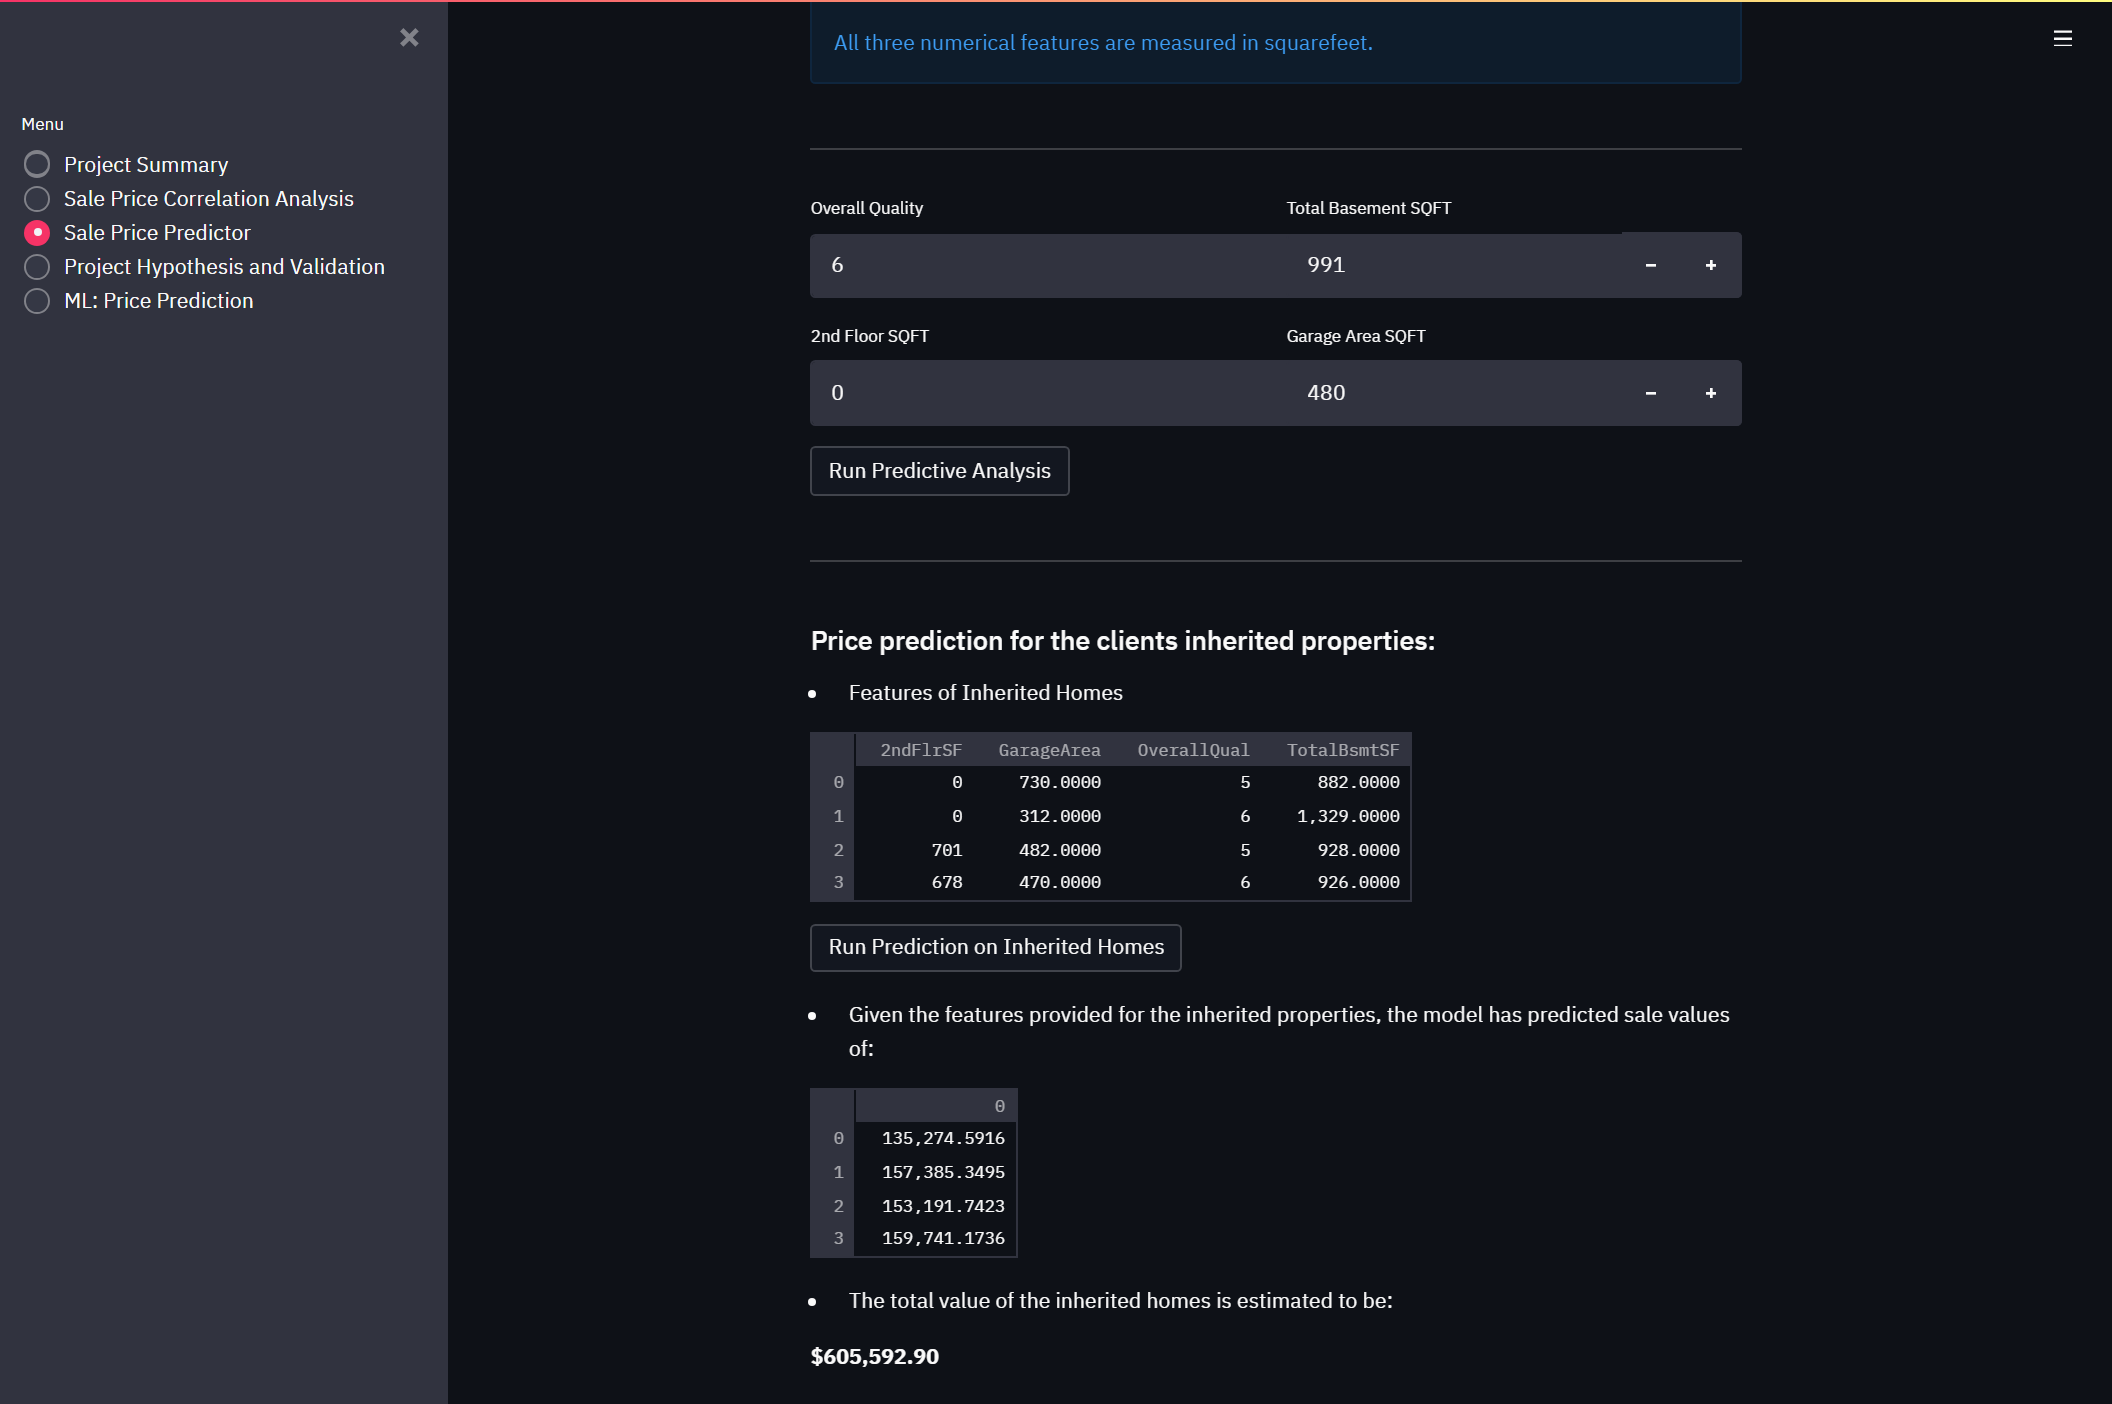 All three numerical features are measured in squarefeet.
Menu
Project Summary
Sale Price Correlation Analysis
Sale Price Predictor
Project Hypothesis and Validation
ML: Price Prediction
Overall Quality Total Basement SQFT
6 991 - +
2nd Floor SQFT Garage Area SQFT
0 480 - +
Run Predictive Analysis
Price prediction for the clients inherited properties:
• Features of Inherited Homes
2ndFlrSF GarageArea OverallQual TotalBsmtSF
0 0 730.0000 5 882.0000
1 0 312.0000 6 1,329.0000
2 701 482.0000 5 928.0000
3 678 470.0000 6 926.0000
Run Prediction on Inherited Homes
• Given the features provided for the inherited properties, the model has predicted sale values
of:
0
0 135,274.5916
1 157,385.3495
2 153,191.7423
3 159,741.1736
• The total value of the inherited homes is estimated to be:
$605,592.90